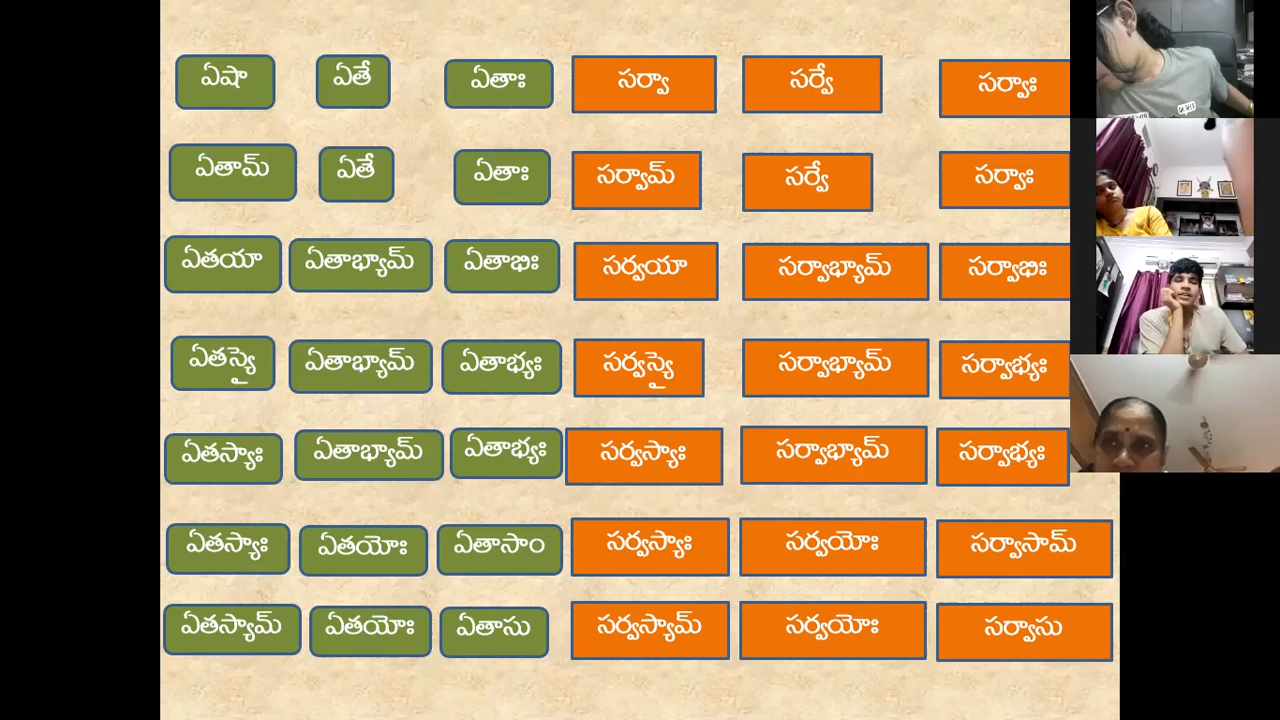 ఏషా ఏతే ఏతాః సర్వా సర్వే సర్వాః
ఏతామ్ ఏతే ఏతాః సర్వామ్ సర్వే సర్వాః
ఏతయా ఏతాభ్యామ్ ఏతాభిః సర్వయా సర్వాభ్యామ్ సర్వాభిః
ఏతస్యై ఏతాభ్యామ్ ఏతాభ్యః సర్వస్యై సర్వాభ్యామ్ సర్వాభ్యః
ఏతస్యాః ఏతాభ్యామ్ ఏతాభ్యః సర్వస్యాః సర్వాభ్యామ్ సర్వాభ్యః
ఏతస్యాః ఏతయోః ఏతాసాం సర్వస్యాః సర్వయోః సర్వాసామ్
ఏతస్యామ్ ఏతయోః ఏతాసు సర్వస్యామ్ సర్వయోః సర్వాసు